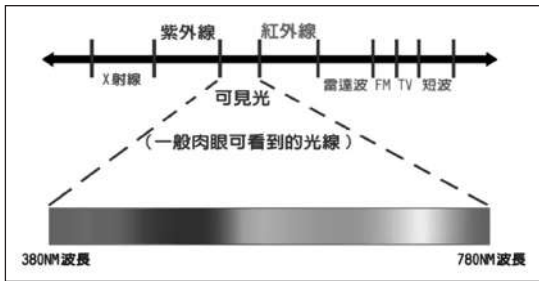 紫外線 紅外線
X射線 雷達波 FM TV 短波
可見光
(一般肉眼可看到的光線)
380NM波長 780NM波長